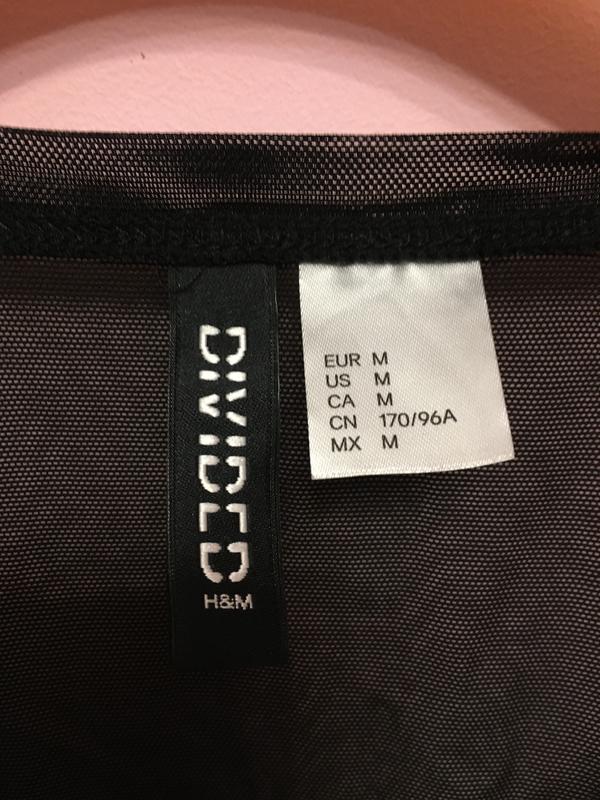 DIVIDED
H&M
EUR M
US M
CA M
CN 170/96A
MX M